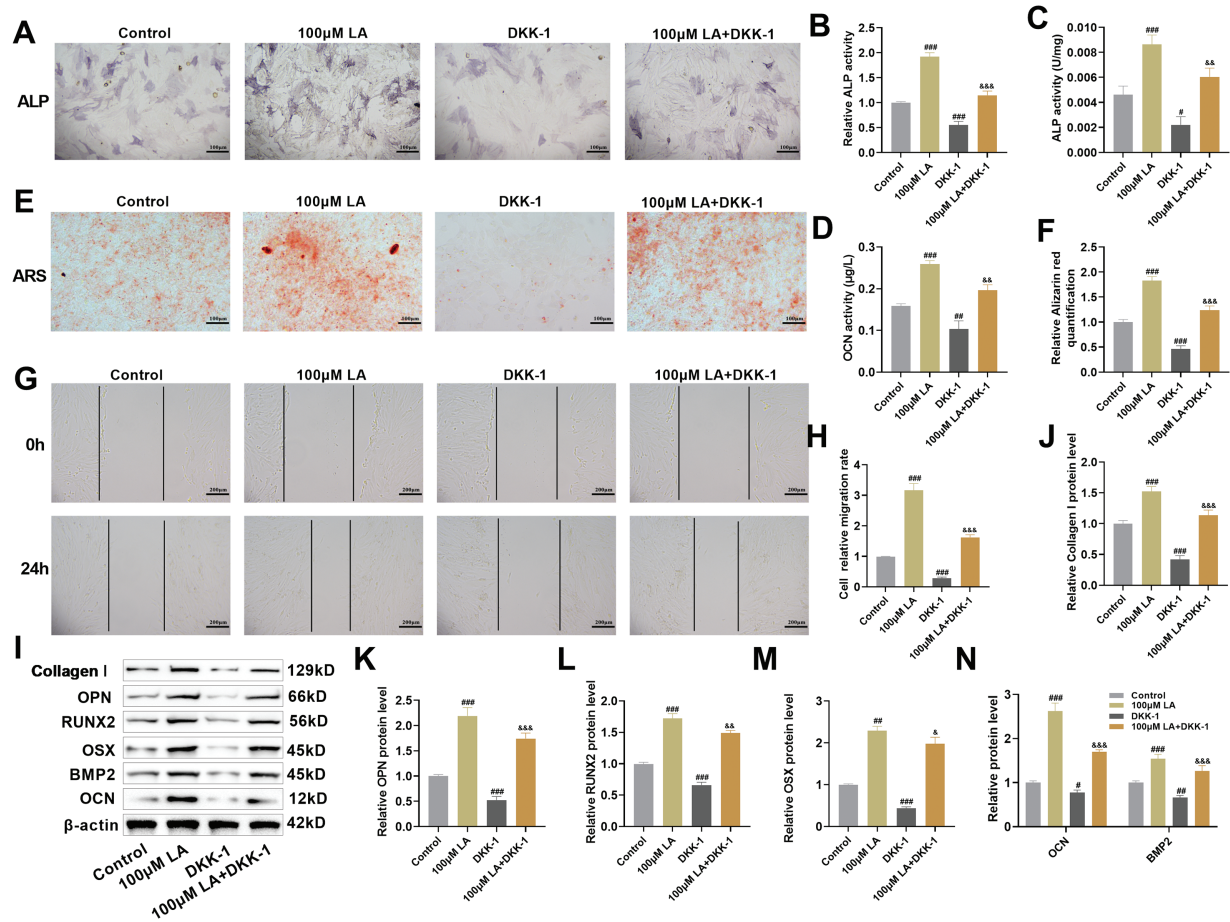 A
Control
100μM LA
DKK-1
100μM LA+DKK-1
ALP
100μm
100μm
100μm
100μm
B
Relative ALP activity
2.5
2.0
1.5
1.0
0.5
0.0
###
###
&&&
Control
100μM LA
DKK-1
100μM LA+DKK-1
C
ALP activity (U/mg)
0.010
0.008
0.006
0.004
0.002
0.000
###
#
&&
Control
100μM LA
DKK-1
100μM LA+DKK-1
E
Control
100μM LA
DKK-1
100μM LA+DKK-1
ARS
100μm
100μm
100μm
100μm
D
OCN activity (μg/L)
0.3
0.2
0.1
0.0
###
##
&&
Control
100μM LA
DKK-1
100μM LA+DKK-1
F
Relative Alizarin red
quantification
2.5
2.0
1.5
1.0
0.5
0.0
###
###
&&&
Control
100μM LA
DKK-1
100μM LA+DKK-1
G
Control
100μM LA
DKK-1
100μM LA+DKK-1
0h
200μm
200μm
200μm
200μm
24h
200μm
200μm
200μm
200μm
H
Cell relative migration rate
4
3
2
1
0
###
###
&&&
Control
100μM LA
DKK-1
100μM LA+DKK-1
J
Relative Collagen I protein level
2.0
1.5
1.0
0.5
0.0
###
###
&&&
Control
100μM LA
DKK-1
100μM LA+DKK-1
I
Collagen I 129kD
OPN 66kD
RUNX2 56kD
OSX 45kD
BMP2 45kD
OCN 12kD
β-actin 42kD
Control
100μM LA
DKK-1
100μM LA+DKK-1
K
Relative OPN protein level
2.5
2.0
1.5
1.0
0.5
0.0
###
###
&&&
Control
100μM LA
DKK-1
100μM LA+DKK-1
L
Relative RUNX2 protein level
2.0
1.5
1.0
0.5
0.0
###
###
&&
Control
100μM LA
DKK-1
100μM LA+DKK-1
M
Relative OSX protein level
3
2
1
0
##
###
&
Control
100μM LA
DKK-1
100μM LA+DKK-1
N
Relative protein level
3
2
1
0
Control
100μM LA
DKK-1
100μM LA+DKK-1
###
#
&&&
###
##
&&&
OCN
BMP2